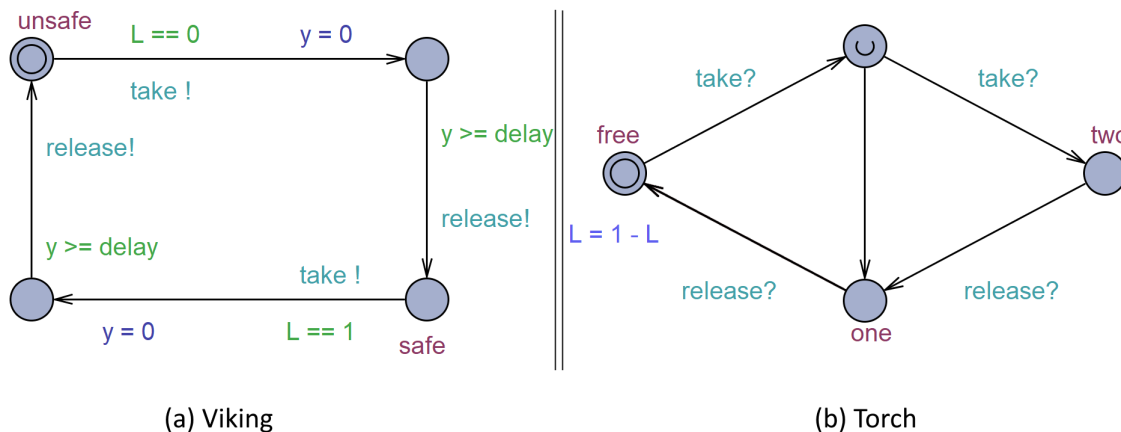 unsafe
L == 0
y = 0
take !
y >= delay
release!
release!
y >= delay
take !
y = 0
L == 1
safe
(a) Viking
take?
take?
free
two
L = 1 - L
release?
release?
one
(b) Torch